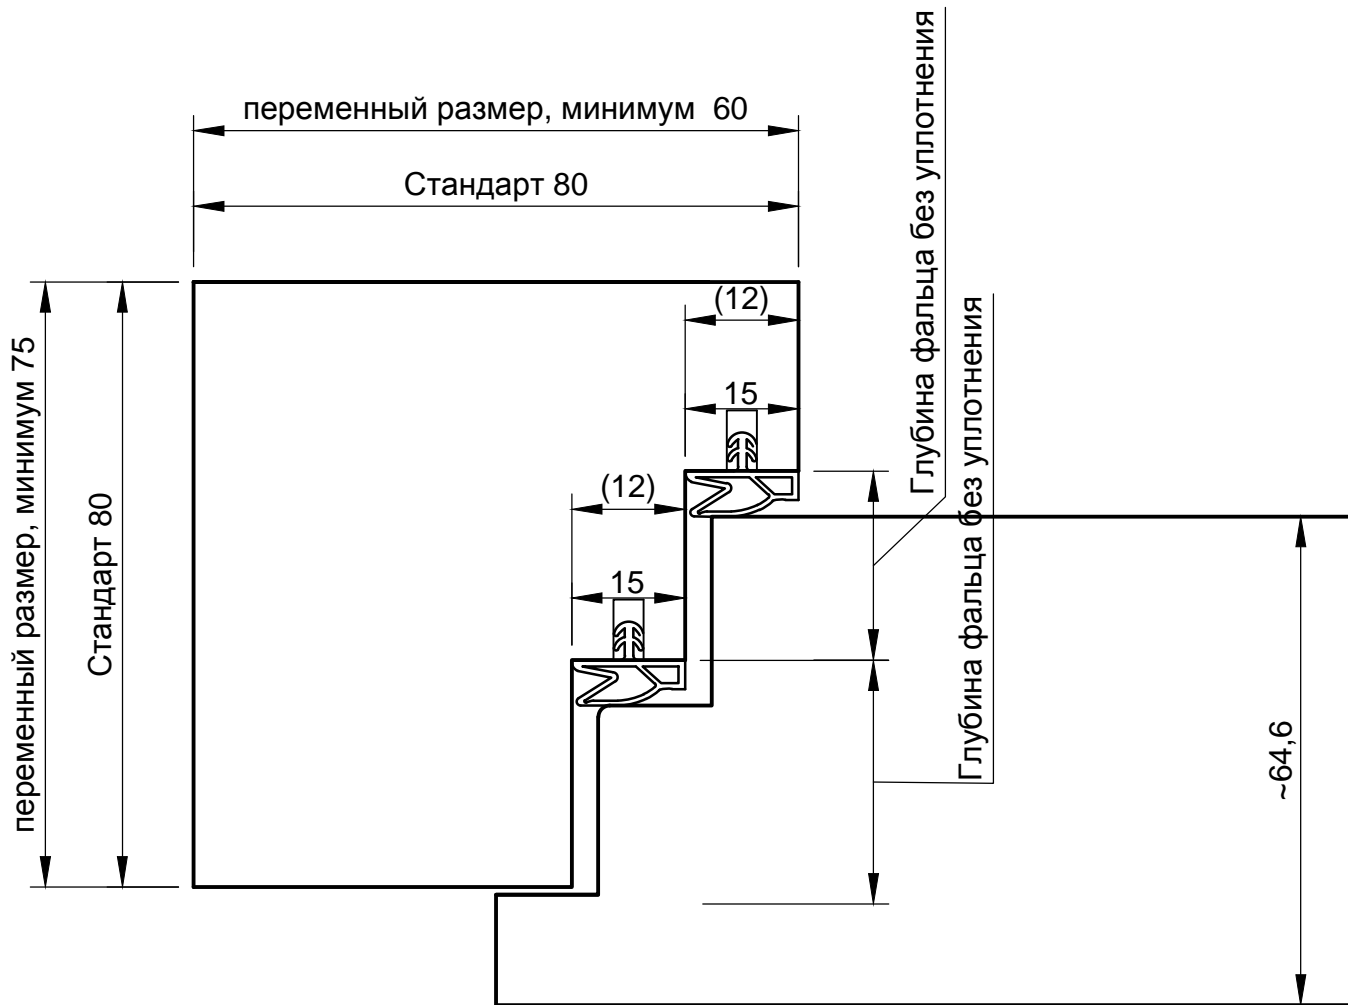 переменный размер, минимум 60
Стандарт 80
(12)
15
(12)
15
переменный размер, минимум 75
Стандарт 80
Глубина фальца без уплотнения
Глубина фальца без уплотнения
~64,6